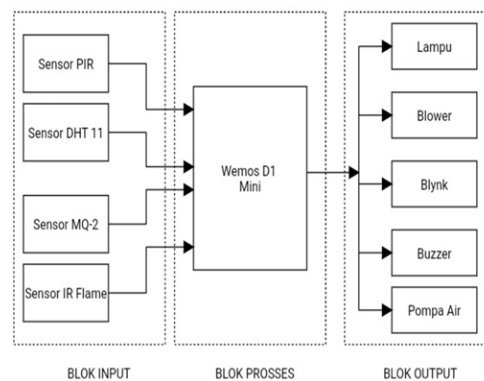 Sensor PIR
Sensor DHT 11
Sensor MQ-2
Sensor IR Flame
Wemos D1
Mini
Lampu
Blower
Blynk
Buzzer
Pompa Air
BLOK INPUT
BLOK PROSSES
BLOK OUTPUT